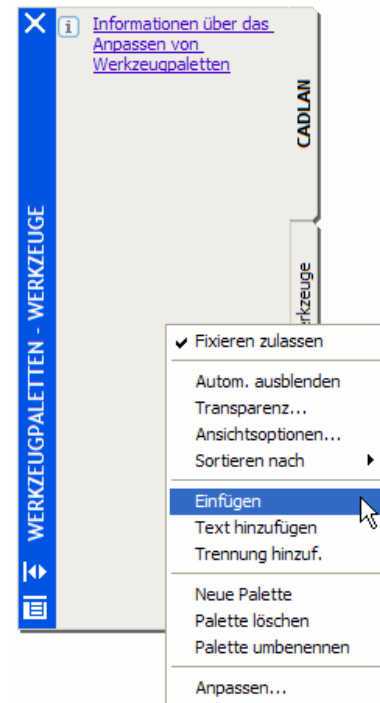 Informationen über das
Anpassen von
Werkzeugpaletten
CADLAN
rkzeuge
WERKZEUGPALETTEN - WERKZEUGE
Fixieren zulassen
Autom. ausblenden
Transparenz...
Ansichtsoptionen...
Sortieren nach
Einfügen
Text hinzufügen
Trennung hinzuf.
Neue Palette
Palette löschen
Palette umbenennen
Anpassen...